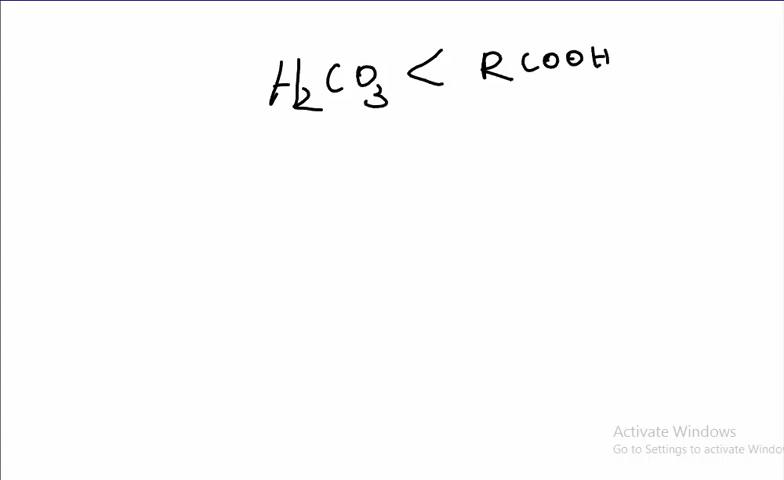 H₂CO₃ < RCOOH
Activate Windows
Go to Settings to activate Windo